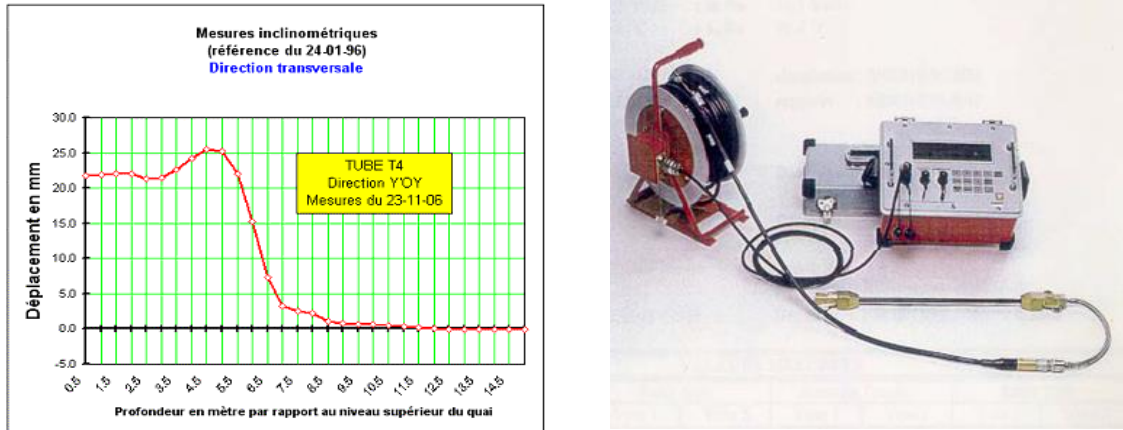 Mesures inclinométriques
(référence du 24-01-96)
Direction transversale
30.0
25.0
20.0
15.0
10.0
5.0
0.0
-5.0
Déplacement en mm
TUBE T4
Direction Y'OY
Mesures du 23-11-06
0.5 1.5 2.5 3.5 4.5 5.5 6.5 7.5 8.5 9.5 10.5 11.5 12.5 13.5 14.5
Profondeur en mètre par rapport au niveau supérieur du quai